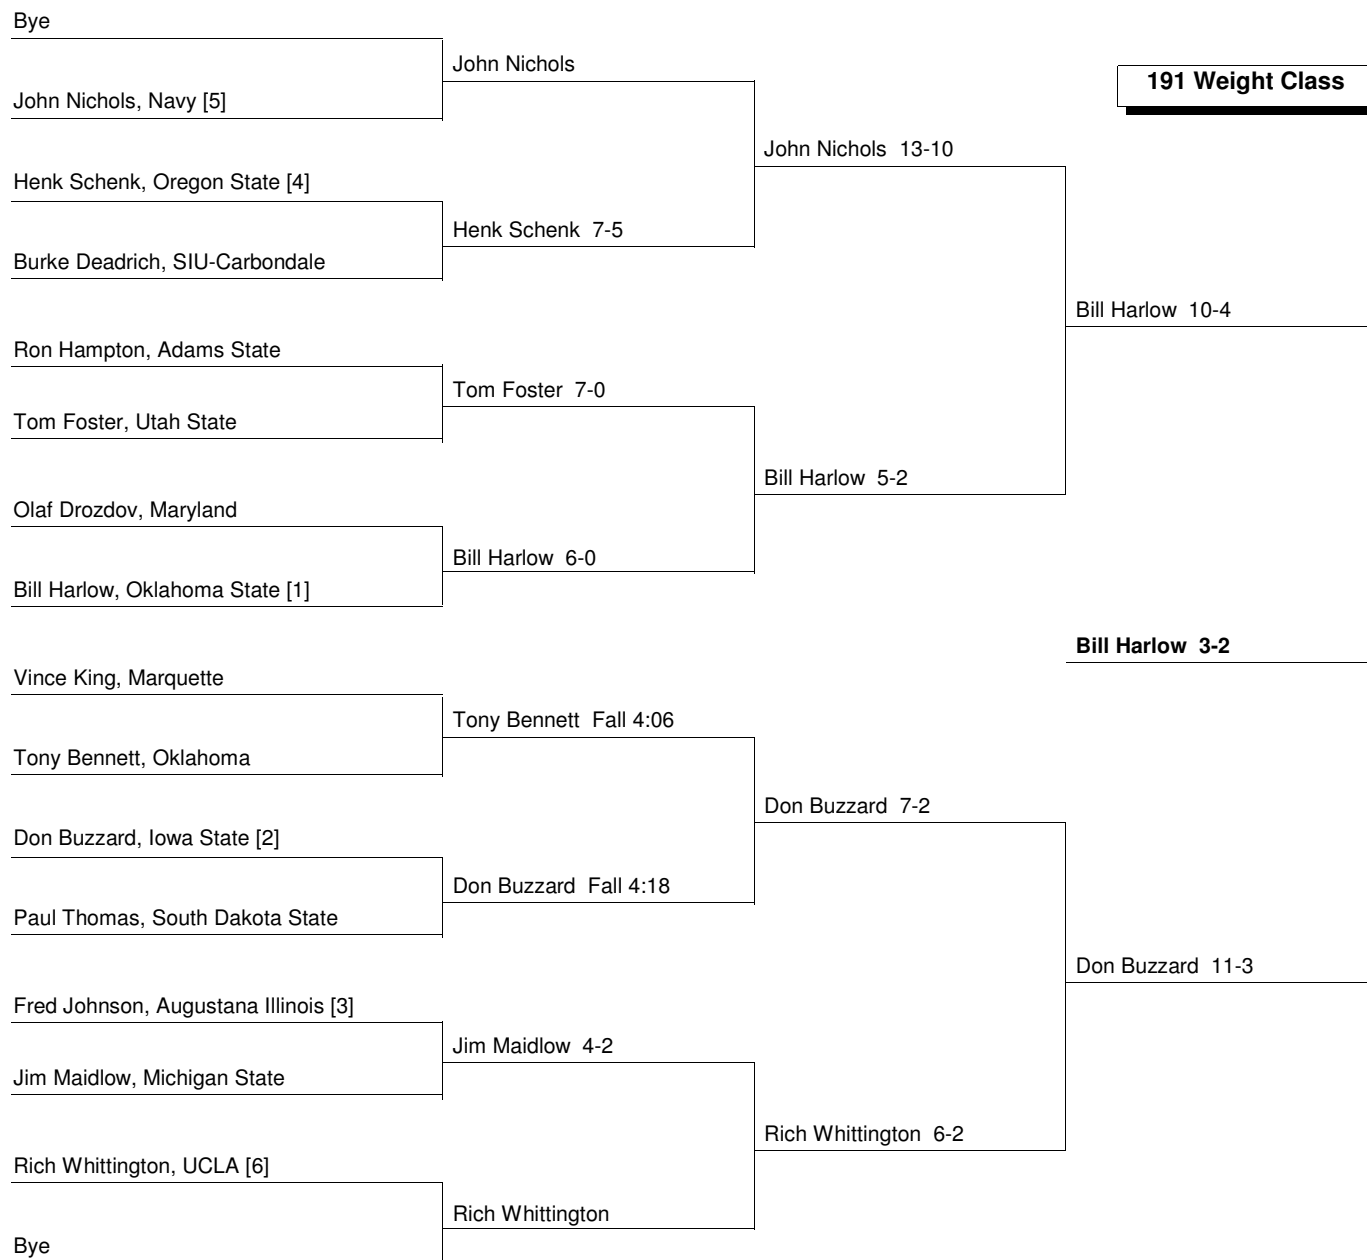 Bye
John Nichols
191 Weight Class
John Nichols, Navy [5]
John Nichols 13-10
Henk Schenk, Oregon State [4]
Henk Schenk 7-5
Burke Deadrich, SIU-Carbondale
Bill Harlow 10-4
Ron Hampton, Adams State
Tom Foster 7-0
Tom Foster, Utah State
Bill Harlow 5-2
Olaf Drozdov, Maryland
Bill Harlow 6-0
Bill Harlow, Oklahoma State [1]
Bill Harlow 3-2
Vince King, Marquette
Tony Bennett Fall 4:06
Tony Bennett, Oklahoma
Don Buzzard 7-2
Don Buzzard, Iowa State [2]
Don Buzzard Fall 4:18
Paul Thomas, South Dakota State
Don Buzzard 11-3
Fred Johnson, Augustana Illinois [3]
Jim Maidlow 4-2
Jim Maidlow, Michigan State
Rich Whittington 6-2
Rich Whittington, UCLA [6]
Rich Whittington
Bye